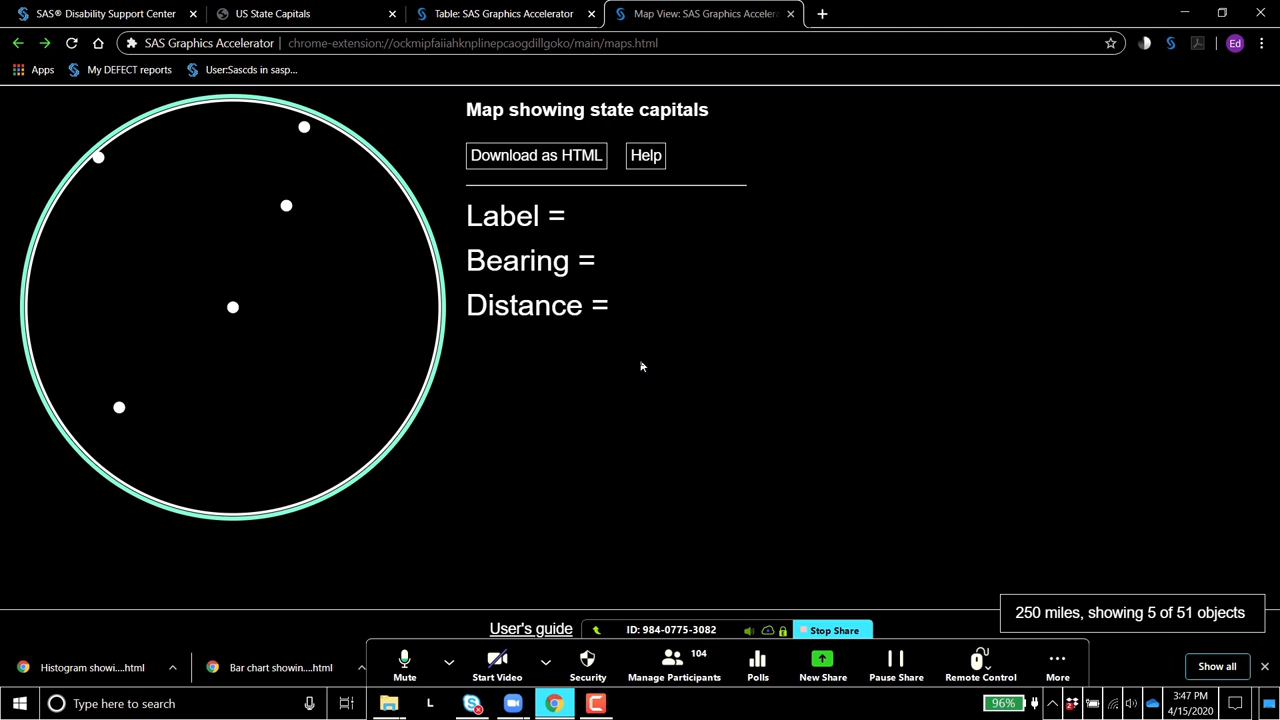 SAS® Disability Support Center
US State Capitals
Table: SAS Graphics Accelerator
Map View: SAS Graphics Accelerat
SAS Graphics Accelerator
chrome-extension://ockmipfaiiahknplinepcaogdillgoko/main/maps.html
Ed
Apps
My DEFECT reports
User:Sascds in sasp...
Map showing state capitals
Download as HTML
Help
Label =
Bearing =
Distance =
250 miles, showing 5 of 51 objects
User's guide
ID: 984-0775-3082
Stop Share
Histogram showi....html
Bar chart showin....html
Mute
Start Video
Security
104
Manage Participants
Polls
New Share
Pause Share
Remote Control
More
Show all
Type here to search
L
96%
3:47 PM
4/15/2020